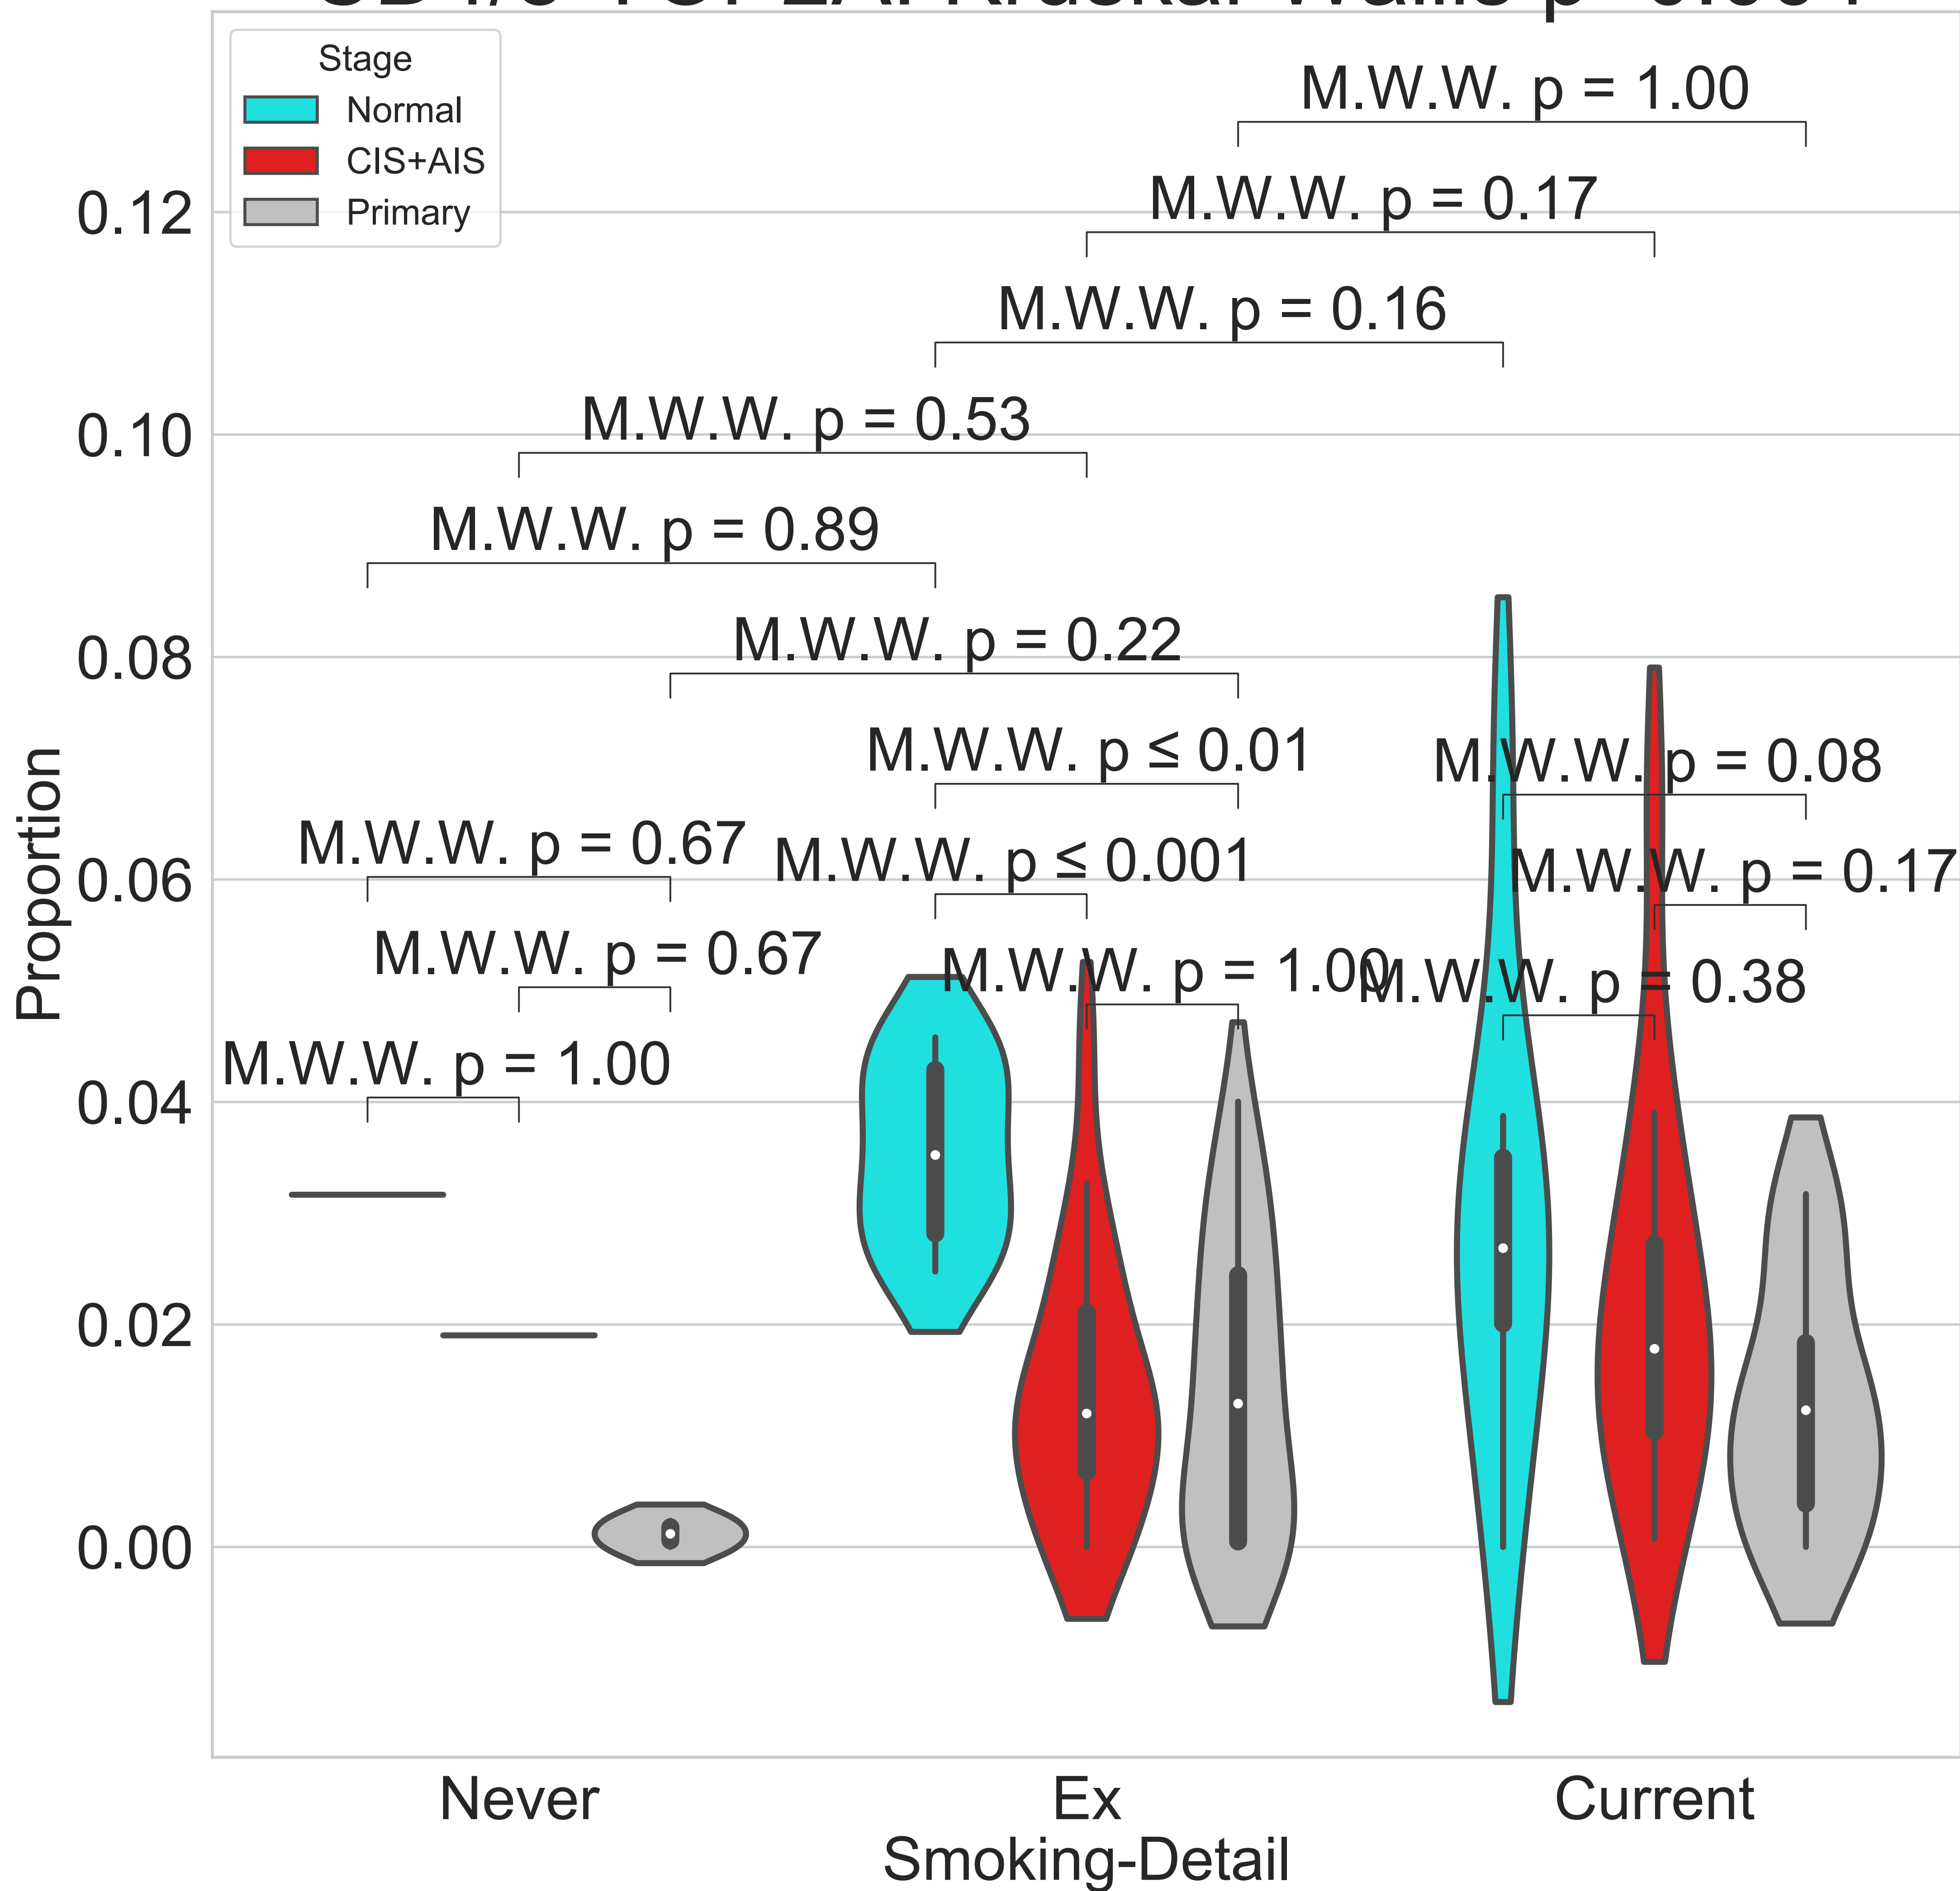 Stage
Normal
CIS+AIS
Primary
M.W.W. p = 1.00
M.W.W. p = 0.17
M.W.W. p = 0.16
M.W.W. p = 0.53
M.W.W. p = 0.89
M.W.W. p = 0.22
M.W.W. p ≤ 0.01
M.W.W. p = 0.08
M.W.W. p = 0.67
M.W.W. p ≤ 0.001
M.W.W. p = 0.17
M.W.W. p = 0.67
M.W.W. p = 1.00
M.W.W. p = 0.38
M.W.W. p = 1.00
0.12
0.10
0.08
0.06
0.04
0.02
0.00
Proportion
Never
Ex
Current
Smoking-Detail